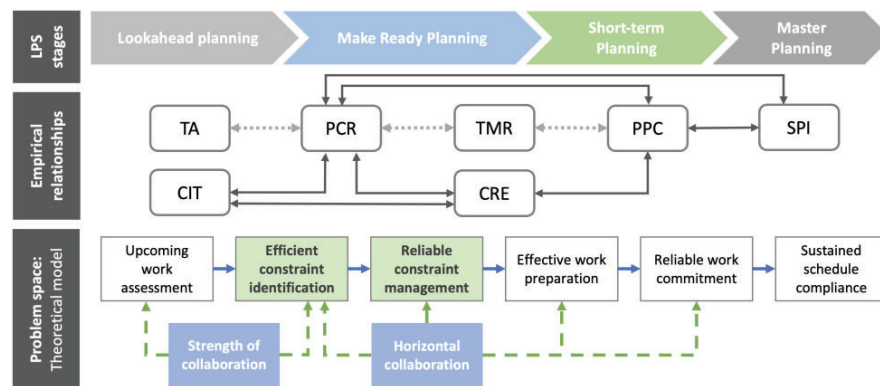 LPS
stages
Lookahead planning
Make Ready Planning
Short-term
Planning
Master
Planning
Empirical
relationships
TA
PCR
TMR
PPC
SPI
CIT
CRE
Problem space:
Theoretical model
Upcoming
work
assessment
Efficient
constraint
identification
Reliable
constraint
management
Effective work
preparation
Reliable work
commitment
Sustained
schedule
compliance
Strength of
collaboration
Horizontal
collaboration